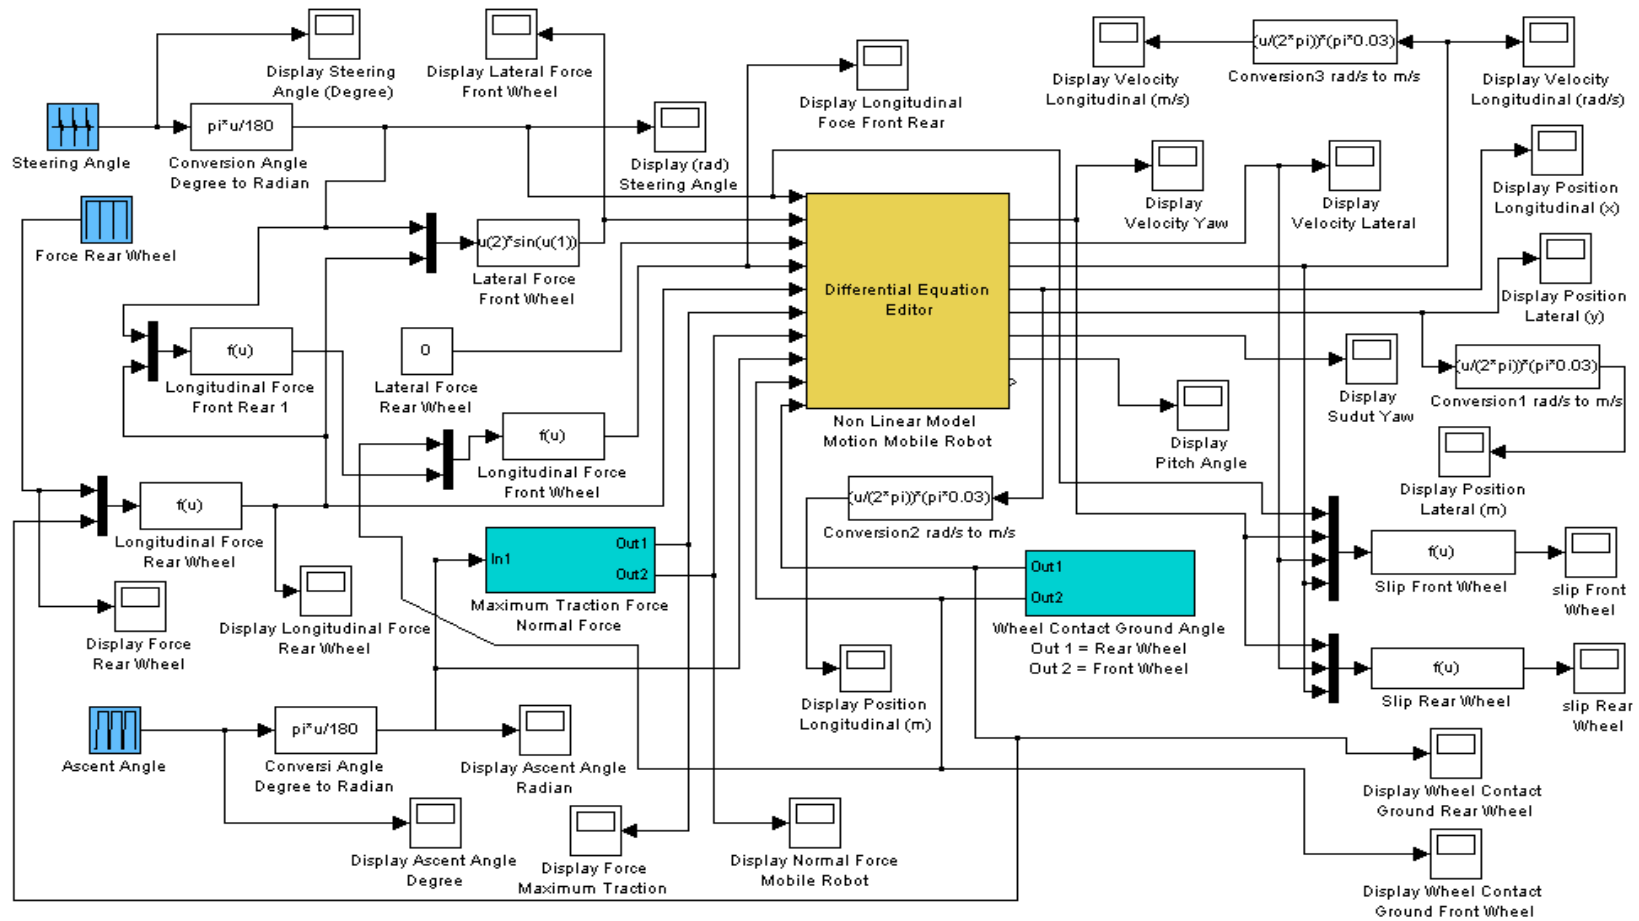 Display Steering
Angle (Degree)
Display Lateral Force
Front Wheel
Display Longitudinal
Foce Front Rear
Display Velocity
Longitudinal (m/s)
(u/(2*pi))*(pi*0.03)
Conversion3 rad/s to m/s
Display Velocity
Longitudinal (rad/s)
Steering Angle
pi*u/180
Conversion Angle
Degree to Radian
Display (rad)
Steering Angle
Display
Velocity Yaw
Display
Velocity Lateral
Display Position
Longitudinal (x)
Force Rear Wheel
u(2)*sin(u(1))
Lateral Force
Front Wheel
Differential Equation
Editor
Non Linear Model
Motion Mobile Robot
Display Position
Lateral (y)
f(u)
Longitudinal Force
Front Rear 1
0
Lateral Force
Rear Wheel
Display
Sudut Yaw
(u/(2*pi))*(pi*0.03)
Conversion1 rad/s to m/s
f(u)
Longitudinal Force
Front Wheel
Display
Pitch Angle
Display Position
Lateral (m)
f(u)
Longitudinal Force
Rear Wheel
(u/(2*pi))*(pi*0.03)
Conversion2 rad/s to m/s
In1
Out1
Out2
Maximum Traction Force
Normal Force
Out1
Out2
Wheel Contact Ground Angle
Out 1 = Rear Wheel
Out 2 = Front Wheel
f(u)
Slip Front Wheel
slip Front
Wheel
Display Force
Rear Wheel
Display Longitudinal Force
Rear Wheel
f(u)
Slip Rear Wheel
slip Rear
Wheel
Display Position
Longitudinal (m)
Ascent Angle
pi*u/180
Conversi Angle
Degree to Radian
Display Ascent Angle
Radian
Display Wheel Contact
Ground Rear Wheel
Display Ascent Angle
Degree
Display Force
Maximum Traction
Display Normal Force
Mobile Robot
Display Wheel Contact
Ground Front Wheel